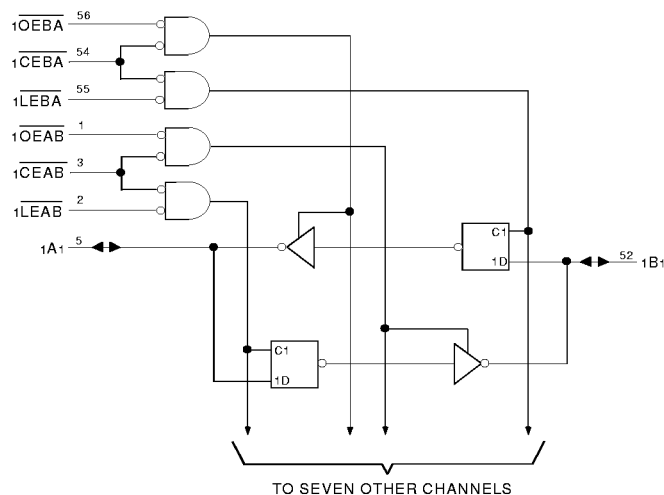 1OEBA 56
1CEBA 54
1LEBA 55
1OEAB 1
1CEAB 3
1LEAB 2
1A1 5
C1
1D
52 1B1
C1
1D
TO SEVEN OTHER CHANNELS